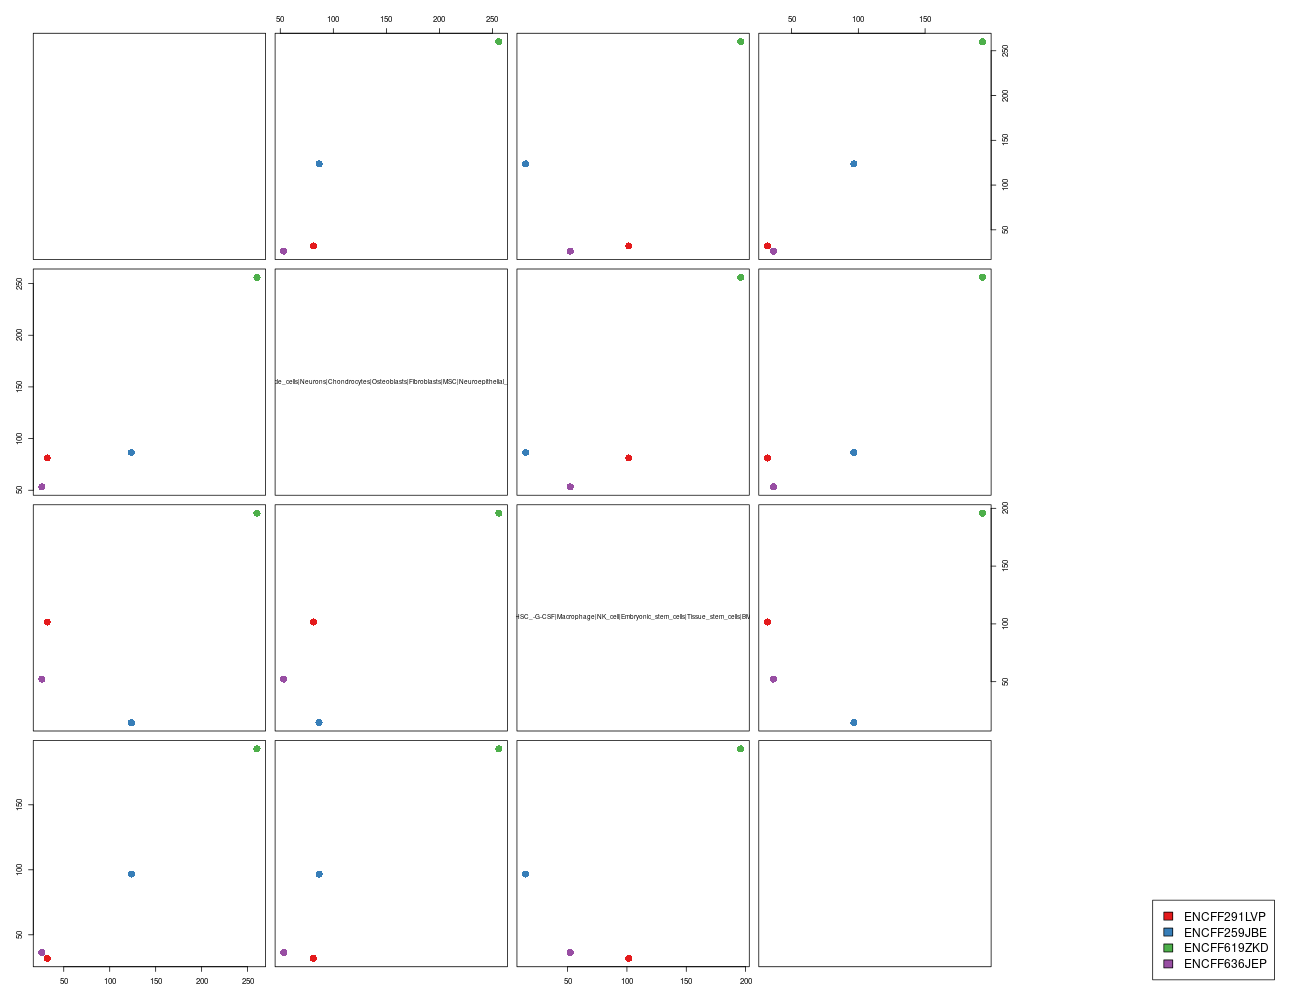 50 100 150 200 250
50 100 150
50 100 150 200 250
50 100 150 200 250
de_cells|Neurons|Chondrocytes|Osteoblasts|Fibroblasts|MSC|Neuroepithelial_
50 100 150 200
HSC_-G-CSF|Macrophage|NK_cell|Embryonic_stem_cells|Tissue_stem_cells|BM
50 100 150
50 100 150 200 250
50 100 150 200
ENCFF291LVP
ENCFF259JBE
ENCFF619ZKD
ENCFF636JEP